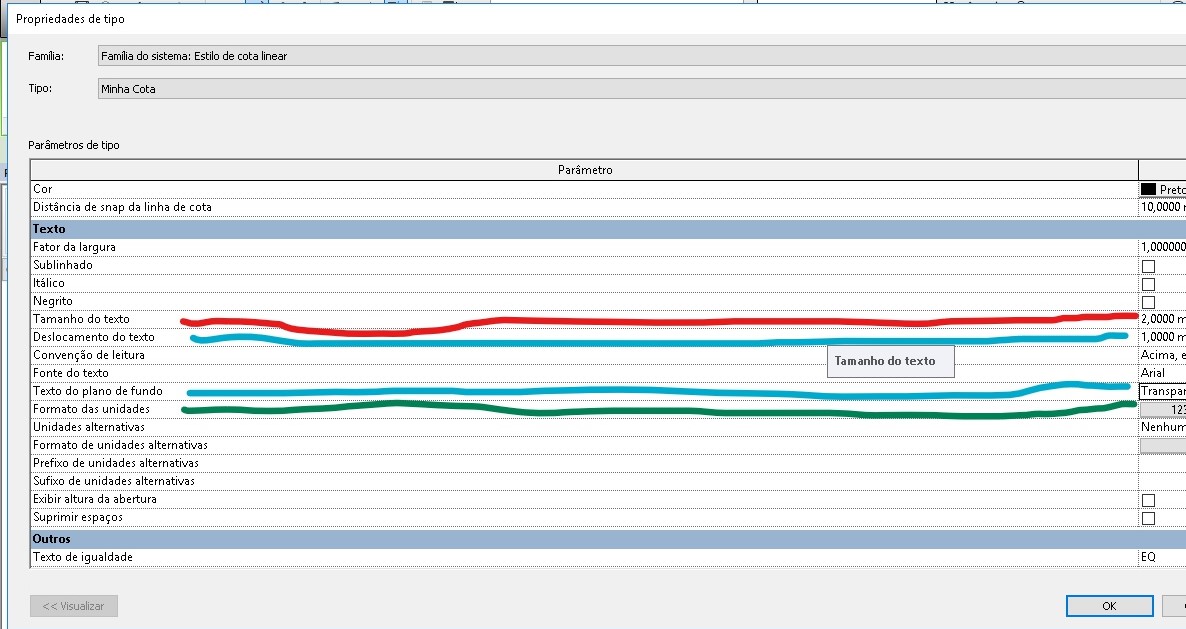 Propriedades de tipo
Família: Família do sistema: Estilo de cota linear
Tipo: Minha Cota
Parâmetros de tipo
Parâmetro
Cor Preto
Distância de snap da linha de cota 10,0000
Texto
Fator da largura 1,000000
Sublinhado
Itálico
Negrito
Tamanho do texto 2,0000 m
Deslocamento do texto 1,0000 m
Tamanho do texto
Convenção de leitura Acima, e
Fonte do texto Arial
Texto do plano de fundo Transpar
Formato das unidades 123
Unidades alternativas Nenhum
Formato de unidades alternativas
Prefixo de unidades alternativas
Sufixo de unidades alternativas
Exibir altura da abertura
Suprimir espaços
Outros
Texto de igualdade EQ
<< Visualizar OK